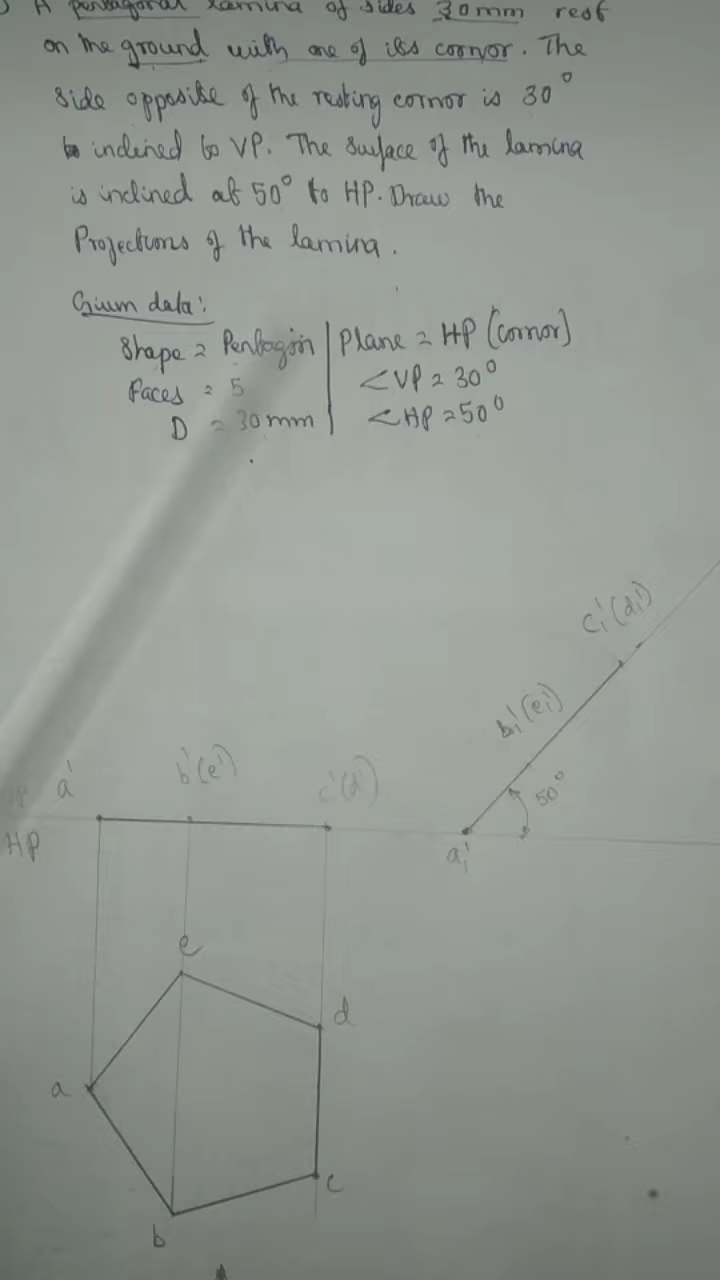 A pentagonal lamina of sides 30mm rest
on the ground with one of its cornor. The
side opposite of the resting cornor is 30°
inclined to VP. The surface of the lamina
is inclined at 50° to HP. Draw the
Projections of the lamina.
Given data:
Shape = Pentagon | Plane = HP (cornor)
faces = 5 <VP = 30°
D = 30mm <HP = 50°
c₁'(d₁')
b₁'(e₁')
a' b'(e') c'(d') 50°
HP a₁'
e
d
a
c
b